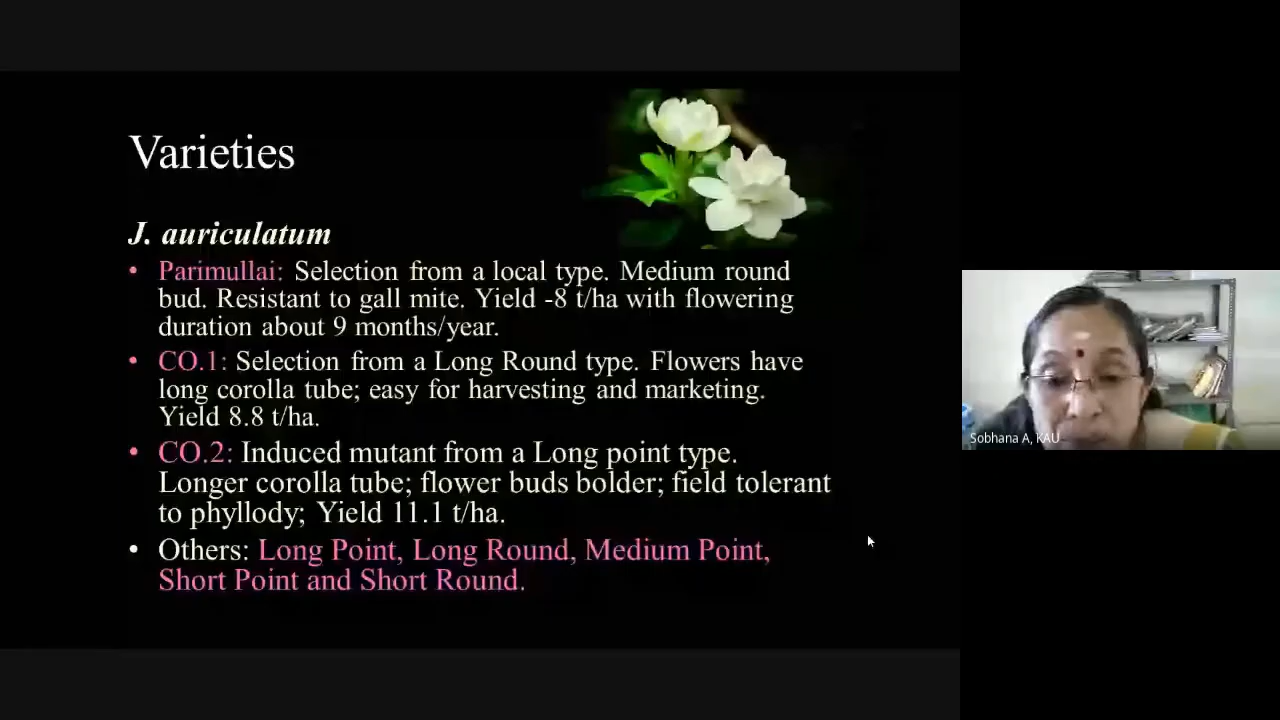 Varieties
J. auriculatum
• Parimullai: Selection from a local type. Medium round
bud. Resistant to gall mite. Yield -8 t/ha with flowering
duration about 9 months/year.
• CO.1: Selection from a Long Round type. Flowers have
long corolla tube; easy for harvesting and marketing.
Yield 8.8 t/ha.
• CO.2: Induced mutant from a Long point type.
Longer corolla tube; flower buds bolder; field tolerant
to phyllody; Yield 11.1 t/ha.
• Others: Long Point, Long Round, Medium Point,
Short Point and Short Round.
Sobhana A, KAU